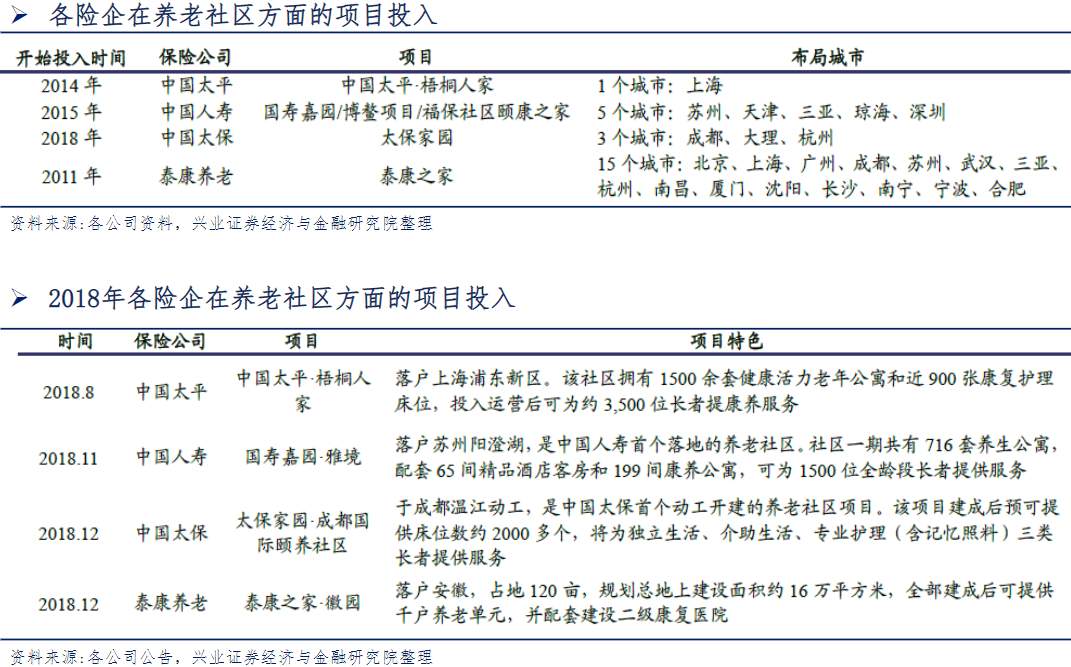 各险企在养老社区方面的项目投入
开始投入时间 保险公司 项目 布局城市
2014 年 中国太平 中国太平·梧桐人家 1 个城市：上海
2015 年 中国人寿 国寿嘉园/博鳌项目/福保社区颐康之家 5 个城市：苏州、天津、三亚、琼海、深圳
2018 年 中国太保 太保家园 3 个城市：成都、大理、杭州
2011 年 泰康养老 泰康之家 15 个城市：北京、上海、广州、成都、苏州、武汉、三亚、
杭州、南昌、厦门、沈阳、长沙、南宁、宁波、合肥
资料来源:各公司资料，兴业证券经济与金融研究院整理
2018年各险企在养老社区方面的项目投入
时间 保险公司 项目 项目特色
2018.8 中国太平 中国太平·梧桐人
家
落户上海浦东新区。该社区拥有 1500 余套健康活力老年公寓和近 900 张康复护理
床位，投入运营后可为约 3,500 位长者提康养服务
2018.11 中国人寿 国寿嘉园·雅境
落户苏州阳澄湖，是中国人寿首个落地的养老社区。社区一期共有 716 套养生公寓，
配套 65 间精品酒店客房和 199 间康养公寓，可为 1500 位全龄段长者提供服务
2018.12 中国太保 太保家园·成都国
际颐养社区
于成都温江动工，是中国太保首个动工开建的养老社区项目。该项目建成后预可提
供床位数约 2000 多个，将为独立生活、介助生活、专业护理（含记忆照料）三类
长者提供服务
2018.12 泰康养老 泰康之家·徽园
落户安徽，占地 120 亩，规划总地上建设面积约 16 万平方米，全部建成后可提供
千户养老单元，并配套建设二级康复医院
资料来源:各公司公告，兴业证券经济与金融研究院整理